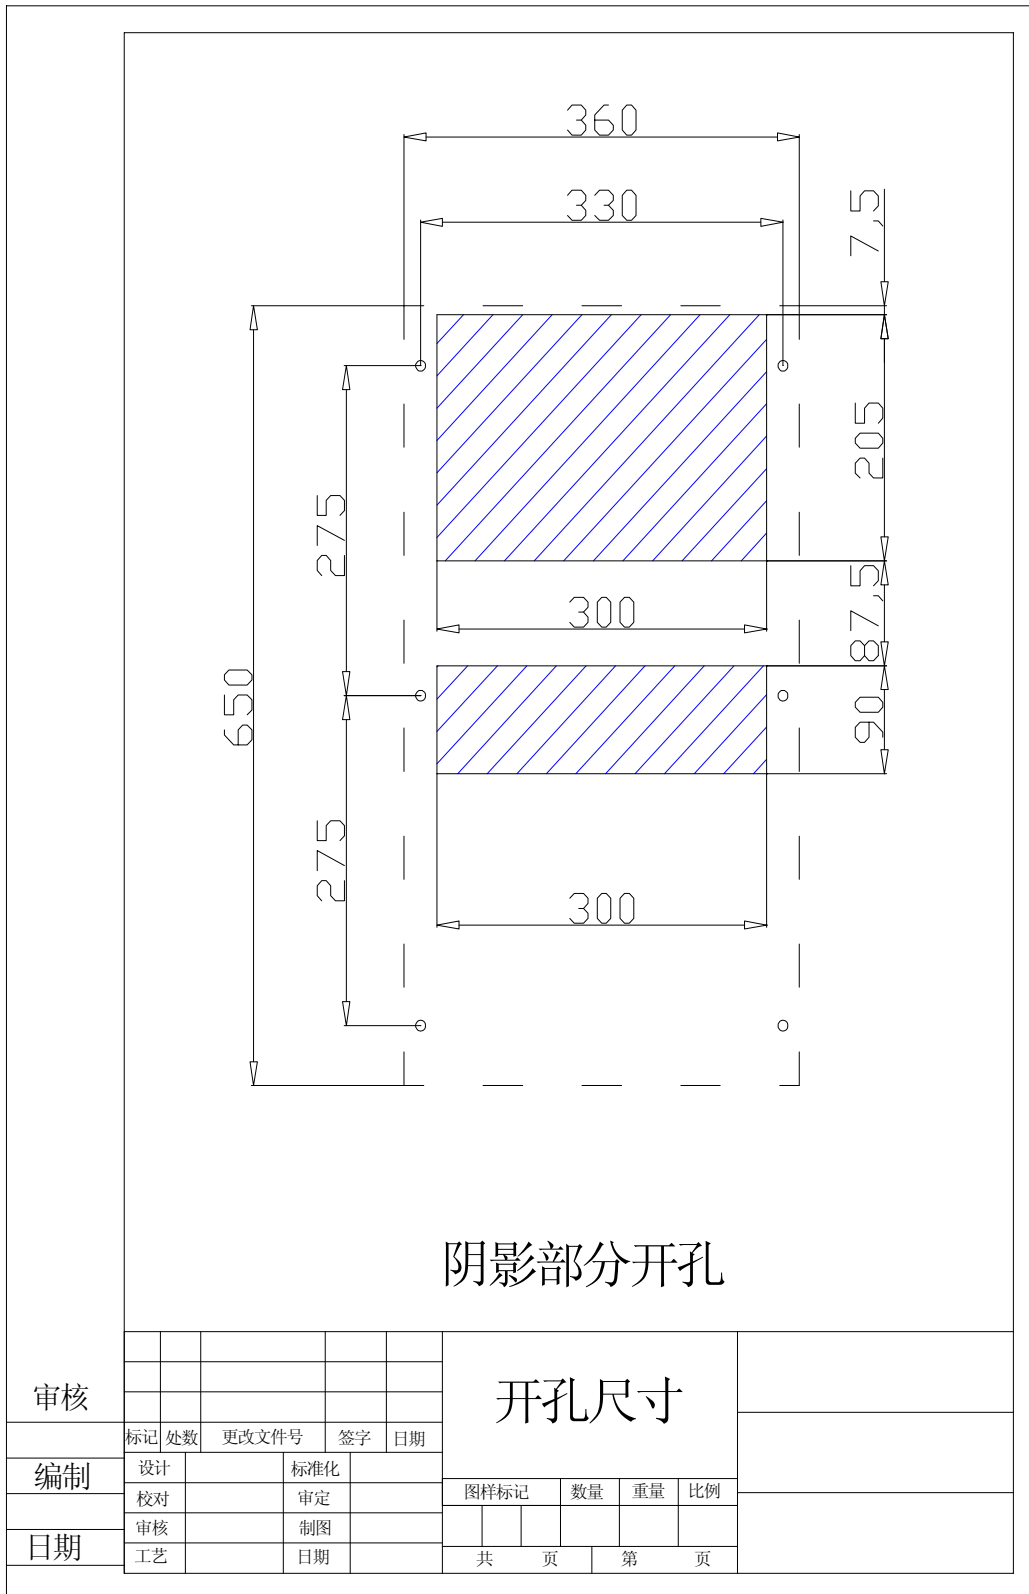 360
330
7,5
205
275
87,5
300
650
90
275
300
阴影部分开孔
开孔尺寸
审核
标记 处数 更改文件号 签字 日期
编制
设计 标准化
校对 审定
图样标记 数量 重量 比例
审核 制图
日期
工艺 日期
共 页 第 页